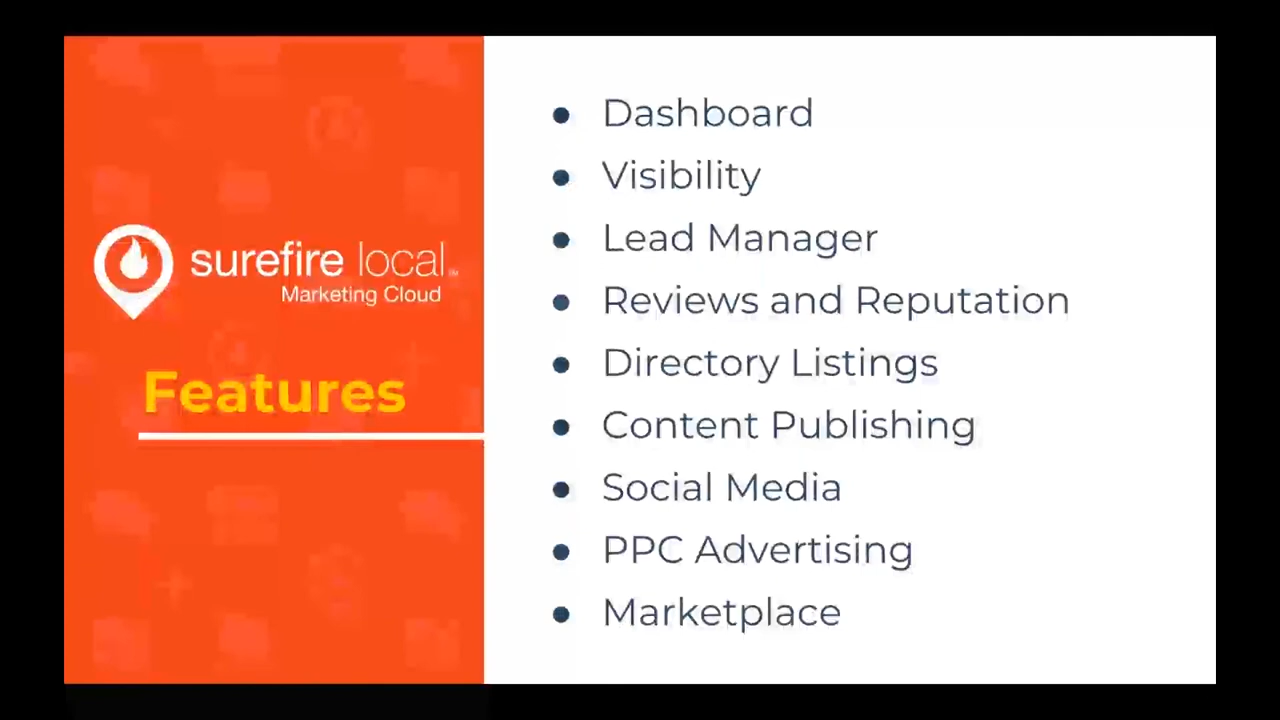 surefire local
Marketing Cloud
Features
Dashboard
Visibility
Lead Manager
Reviews and Reputation
Directory Listings
Content Publishing
Social Media
PPC Advertising
Marketplace